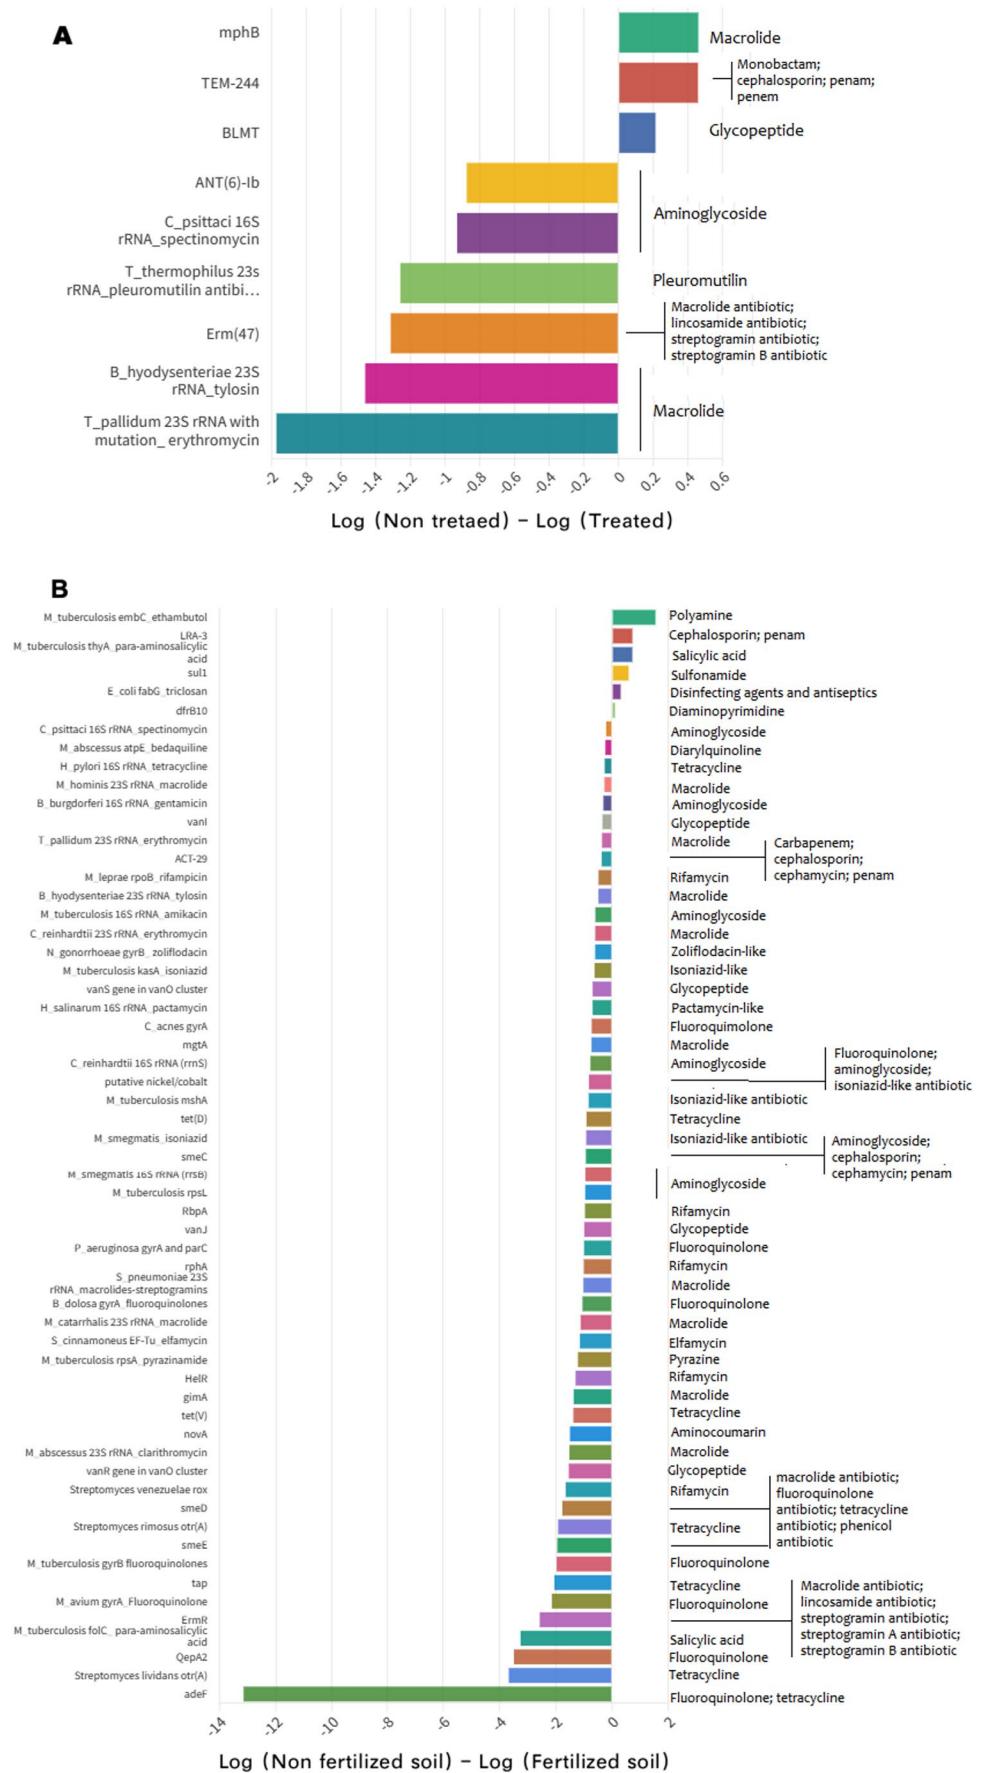 A
mphB
Macrolide
TEM-244
Monobactam;
cephalosporin; penam;
penem
BLMT
Glycopeptide
ANT(6)-Ib
Aminoglycoside
C_psittaci 16S
rRNA_spectinomycin
T_thermophilus 23s
rRNA_pleuromutilin antibi...
Pleuromutilin
Erm(47)
Macrolide antibiotic;
lincosamide antibiotic;
streptogramin antibiotic;
streptogramin B antibiotic
B_hyodysenteriae 23S
rRNA_tylosin
Macrolide
T_pallidum 23S rRNA with
mutation_ erythromycin
-2 -1.8 -1.6 -1.4 -1.2 -1 -0.8 -0.6 -0.4 -0.2 0 0.2 0.4 0.6
Log (Non tretaed) – Log (Treated)
B
M_tuberculosis embC_ethambutol
Polyamine
LRA-3
Cephalosporin; penam
M_tuberculosis thyA_para-aminosalicylic
acid
Salicylic acid
sul1
Sulfonamide
E_coli fabG_triclosan
Disinfecting agents and antiseptics
dfrB10
Diaminopyrimidine
C_psittaci 16S rRNA_spectinomycin
Aminoglycoside
M_abscessus atpE_bedaquiline
Diarylquinoline
H_pylori 16S rRNA_tetracycline
Tetracycline
M_hominis 23S rRNA_macrolide
Macrolide
B_burgdorferi 16S rRNA_gentamicin
Aminoglycoside
vanI
Glycopeptide
T_pallidum 23S rRNA_erythromycin
Macrolide
ACT-29
Carbapenem;
cephalosporin;
cephamycin; penam
M_leprae rpoB_rifampicin
Rifamycin
B_hyodysenteriae 23S rRNA_tylosin
Macrolide
M_tuberculosis 16S rRNA_amikacin
Aminoglycoside
C_reinhardtii 23S rRNA_erythromycin
Macrolide
N_gonorrhoeae gyrB_ zoliflodacin
Zoliflodacin-like
M_tuberculosis kasA_isoniazid
Isoniazid-like
vanS gene in vanO cluster
Glycopeptide
H_salinarum 16S rRNA_pactamycin
Pactamycin-like
C_acnes gyrA
Fluoroquimolone
mgtA
Macrolide
C_reinhardtii 16S rRNA (rrnS)
Aminoglycoside
putative nickel/cobalt
Fluoroquinolone;
aminoglycoside;
isoniazid-like antibiotic
M_tuberculosis mshA
Isoniazid-like antibiotic
tet(D)
Tetracycline
M_smegmatis_isoniazid
Isoniazid-like antibiotic
smeC
Aminoglycoside;
cephalosporin;
cephamycin; penam
M_smegmatis 16S rRNA (rrsB)
M_tuberculosis rpsL
Aminoglycoside
RbpA
Rifamycin
vanJ
Glycopeptide
P_aeruginosa gyrA and parC
Fluoroquinolone
rphA
Rifamycin
S_pneumoniae 23S
rRNA_macrolides-streptogramins
Macrolide
B_dolosa gyrA_fluoroquinolones
Fluoroquinolone
M_catarrhalis 23S rRNA_macrolide
Macrolide
S_cinnamoneus EF-Tu_elfamycin
Elfamycin
M_tuberculosis rpsA_pyrazinamide
Pyrazine
HelR
Rifamycin
gimA
Macrolide
tet(V)
Tetracycline
novA
Aminocoumarin
M_abscessus 23S rRNA_clarithromycin
Macrolide
vanR gene in vanO cluster
Glycopeptide
Streptomyces venezuelae rox
Rifamycin
smeD
macrolide antibiotic;
fluoroquinolone
antibiotic; tetracycline
antibiotic; phenicol
antibiotic
Streptomyces rimosus otr(A)
Tetracycline
smeE
M_tuberculosis gyrB fluoroquinolones
Fluoroquinolone
tap
Tetracycline
M_avium gyrA_Fluoroquinolone
Fluoroquinolone
ErmR
Macrolide antibiotic;
lincosamide antibiotic;
streptogramin antibiotic;
streptogramin A antibiotic;
streptogramin B antibiotic
M_tuberculosis folC_ para-aminosalicylic
acid
Salicylic acid
QepA2
Fluoroquinolone
Streptomyces lividans otr(A)
Tetracycline
adeF
Fluoroquinolone; tetracycline
-14 -12 -10 -8 -6 -4 -2 0 2
Log (Non fertilized soil) – Log (Fertilized soil)